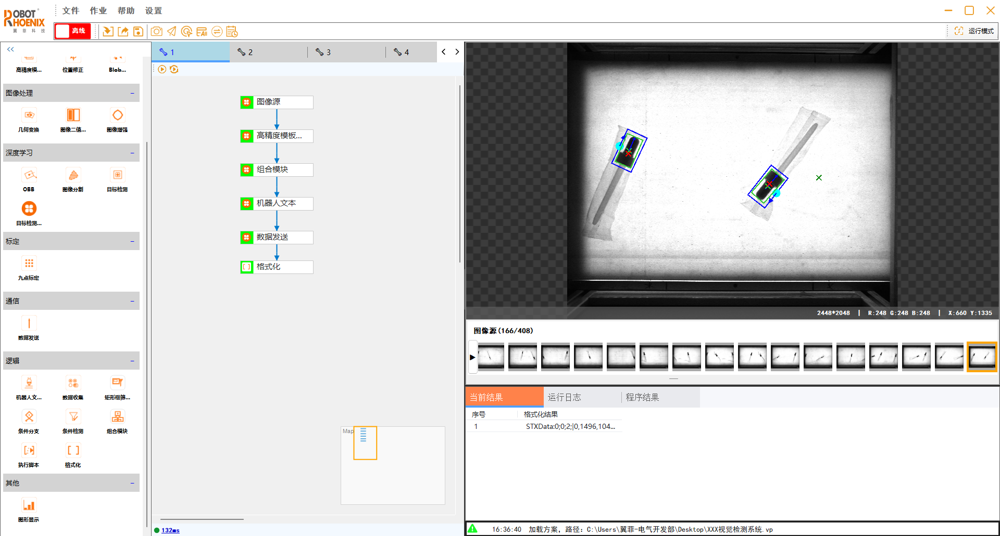 ROBOT
PHOENIX
翼 菲 科 技
文件 作业 帮助 设置
离线
运行模式
高精度模... 位置修正 Blob...
图像处理
几何变换 图像二值... 图像增强
深度学习
OBB 图像分割 目标检测
目标检测...
标定
九点标定
通信
数据发送
逻辑
机器人文... 数据收集 矩形框筛...
条件分支 条件检测 组合模块
执行脚本 格式化
其他
图形显示
1 2 3 4
图像源
高精度模板...
组合模块
机器人文本
数据发送
格式化
Map
132ms
2448*2048 | R:248 G:248 B:248 | X:660 Y:1335
图像源(166/408)
当前结果 运行日志 程序结果
序号 格式化结果
1 STXData:0;0;2;|0,1496,104...
16:36:40 加载方案，路径：C:\Users\翼菲-电气开发部\Desktop\XXX视觉检测系统.vp